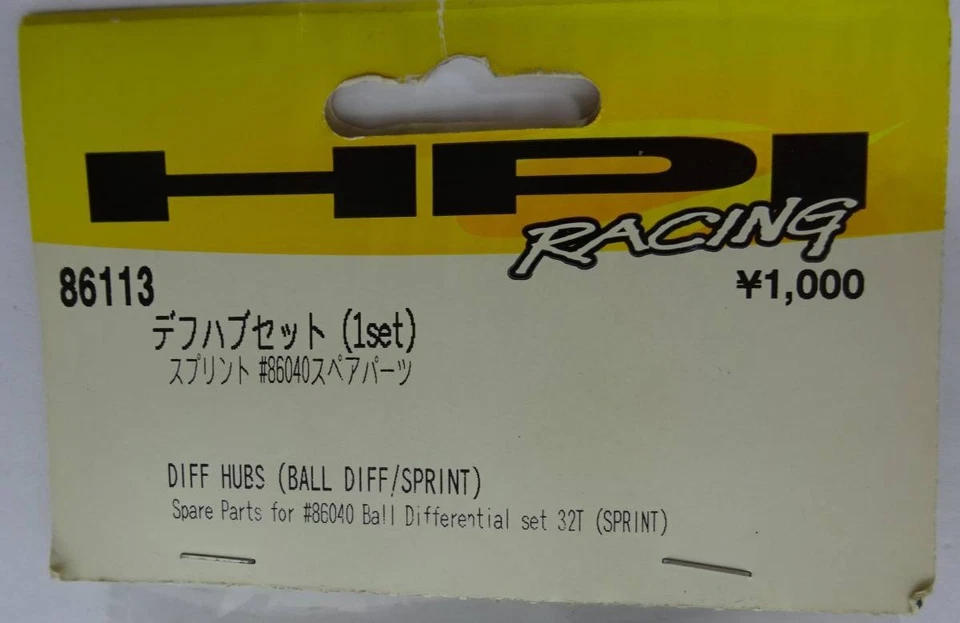 HPI
RACING
86113
¥1,000
デフハブセット (1set)
スプリント #86040スペアパーツ
DIFF HUBS (BALL DIFF/SPRINT)
Spare Parts for #86040 Ball Differential set 32T (SPRINT)